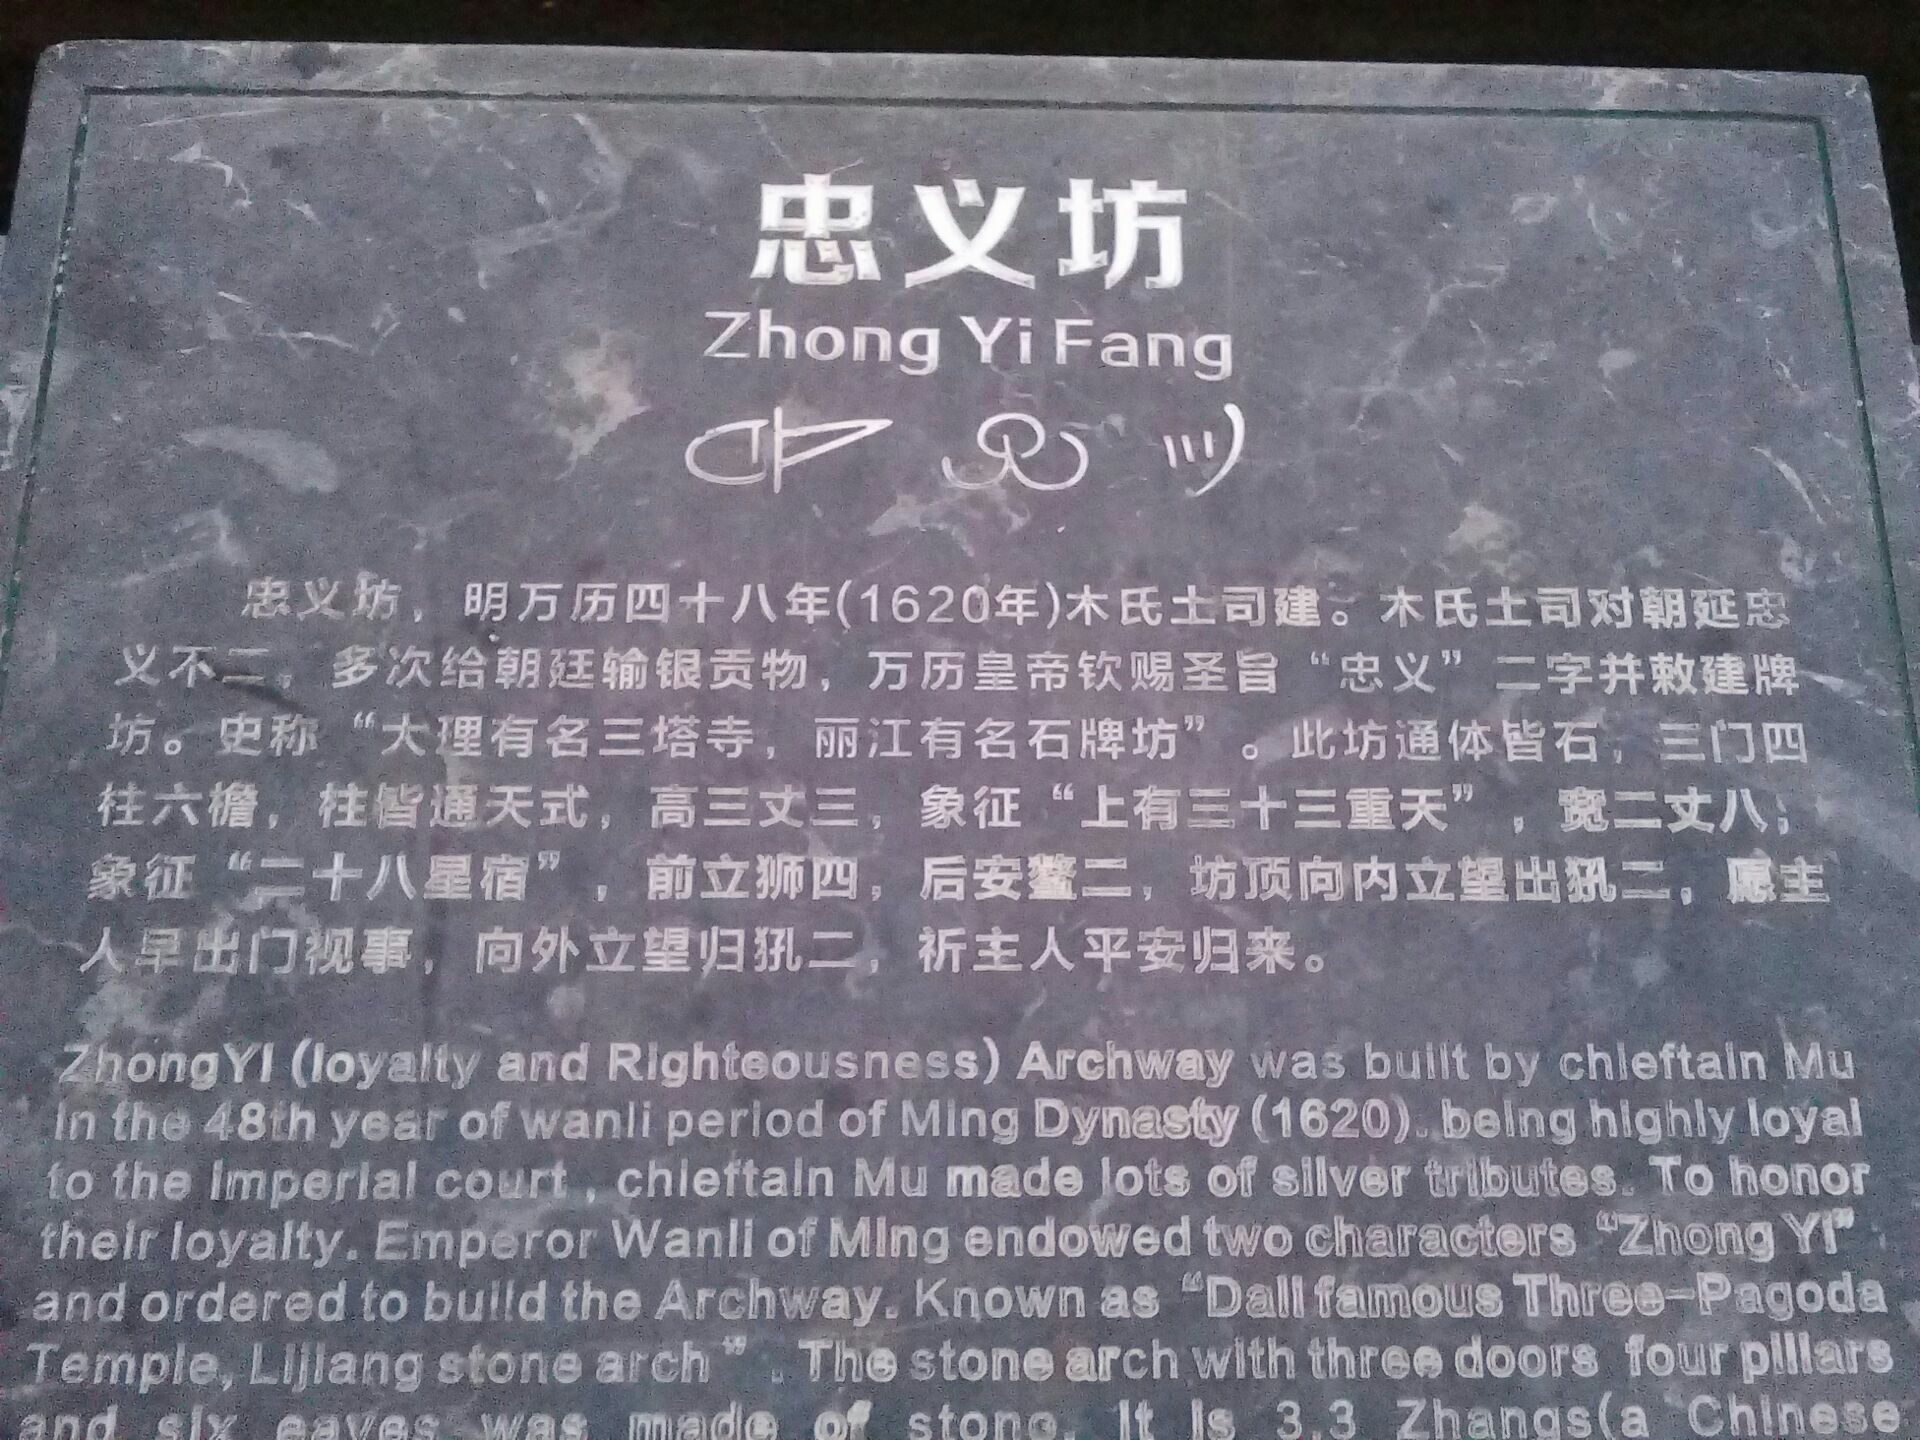 忠义坊
Zhong Yi Fang
忠义坊，明万历四十八年(1620年)木氏土司建。木氏土司对朝延忠
义不二，多次给朝廷输银贡物，万历皇帝钦赐圣旨“忠义”二字并敕建牌
坊。史称“大理有名三塔寺，丽江有名石牌坊”。此坊通体皆石，三门四
柱六檐，柱皆通天式，高三丈三，象征“上有三十三重天”，宽二丈八；
象征“二十八星宿”，前立狮四，后安鳌二，坊顶向内立望出犼二，愿主
人早出门视事，向外立望归犼二，祈主人平安归来。
ZhongYi (loyalty and Righteousness) Archway was built by chieftain Mu
in the 48th year of wanli period of Ming Dynasty (1620). being highly loyal
to the imperial court , chieftain Mu made lots of silver tributes. To honor
their loyalty. Emperor Wanli of Ming endowed two characters “Zhong Yi”
and ordered to build the Archway. Known as “Dali famous Three-Pagoda
Temple, Lijiang stone arch ” . The stone arch with three doors four pillars
and six eaves was made of stone. It is 3.3 Zhangs(a Chinese